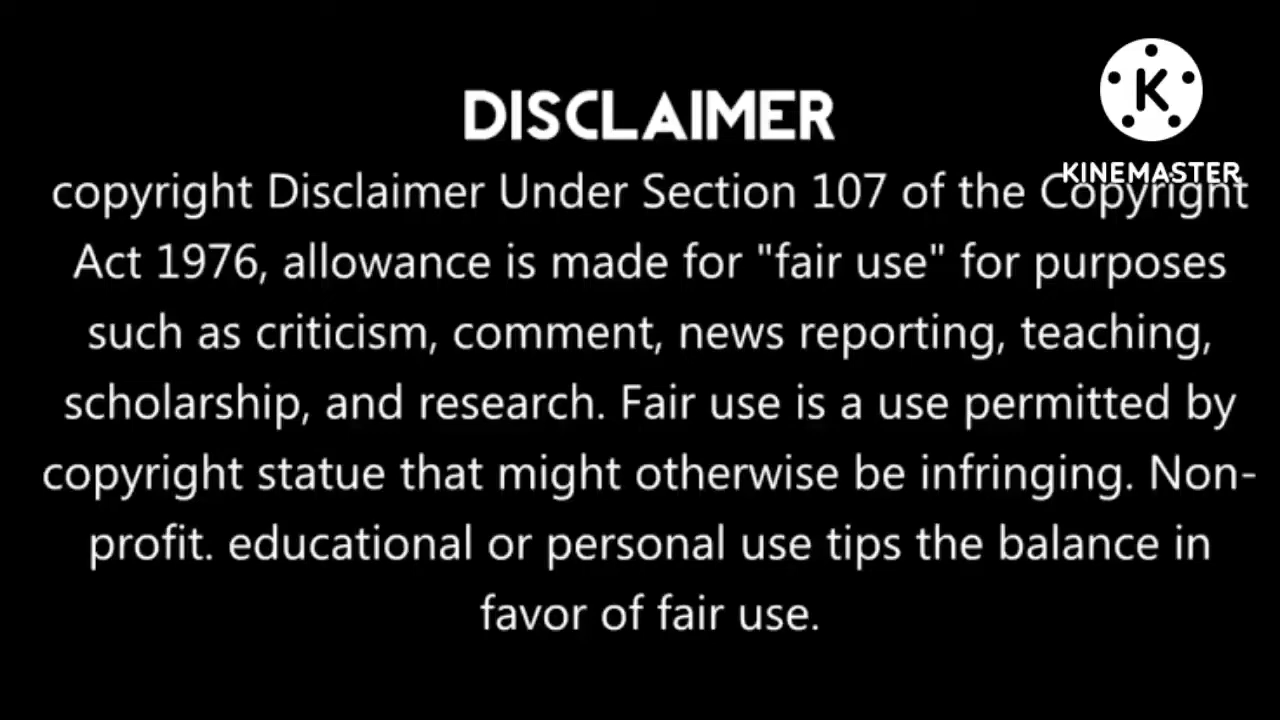 DISCLAIMER
K
KINEMASTER
copyright Disclaimer Under Section 107 of the Copyright
Act 1976, allowance is made for "fair use" for purposes
such as criticism, comment, news reporting, teaching,
scholarship, and research. Fair use is a use permitted by
copyright statue that might otherwise be infringing. Non-
profit. educational or personal use tips the balance in
favor of fair use.